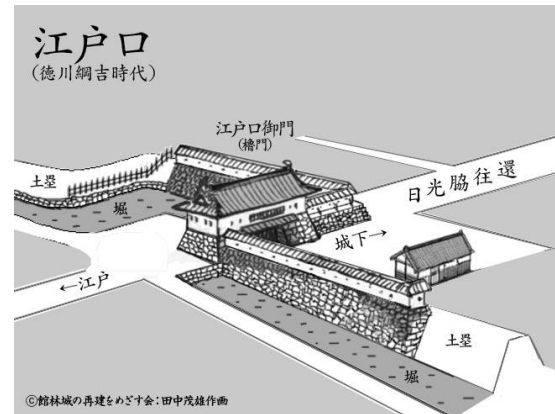 江戸口
(徳川綱吉時代)
江戸口御門
(櫓門)
土塁
堀
日光脇往還
城下→
←江戸
土塁
堀
©館林城の再建をめざす会:田中茂雄作画